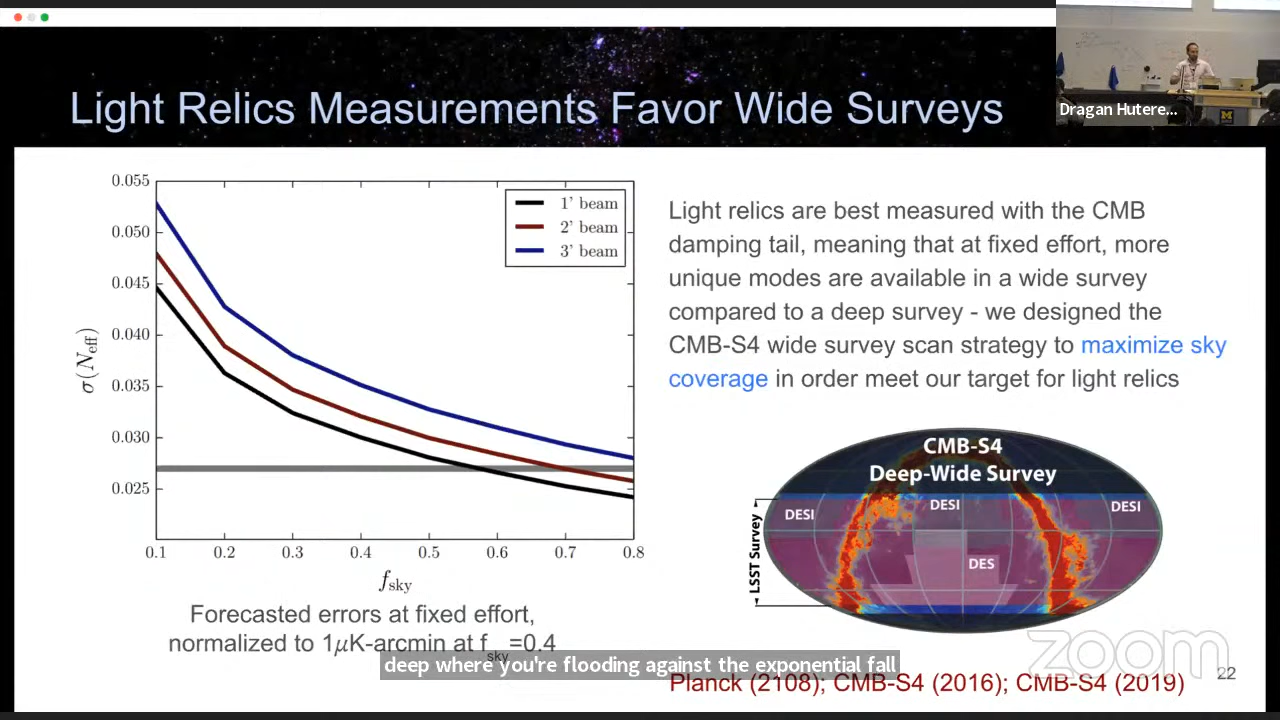 Light Relics Measurements Favor Wide Surveys
Dragan Hutere...
0.055
0.050
0.045
0.040
0.035
0.030
0.025
σ(Neff)
1' beam
2' beam
3' beam
0.1 0.2 0.3 0.4 0.5 0.6 0.7 0.8
fsky
Forecasted errors at fixed effort,
normalized to 1μK-arcmin at fsky=0.4
Light relics are best measured with the CMB
damping tail, meaning that at fixed effort, more
unique modes are available in a wide survey
compared to a deep survey - we designed the
CMB-S4 wide survey scan strategy to maximize sky
coverage in order meet our target for light relics
CMB-S4
Deep-Wide Survey
LSST Survey
DESI
DESI
DESI
DES
zoom
deep where you're flooding against the exponential fall
Planck (2108); CMB-S4 (2016); CMB-S4 (2019)
22